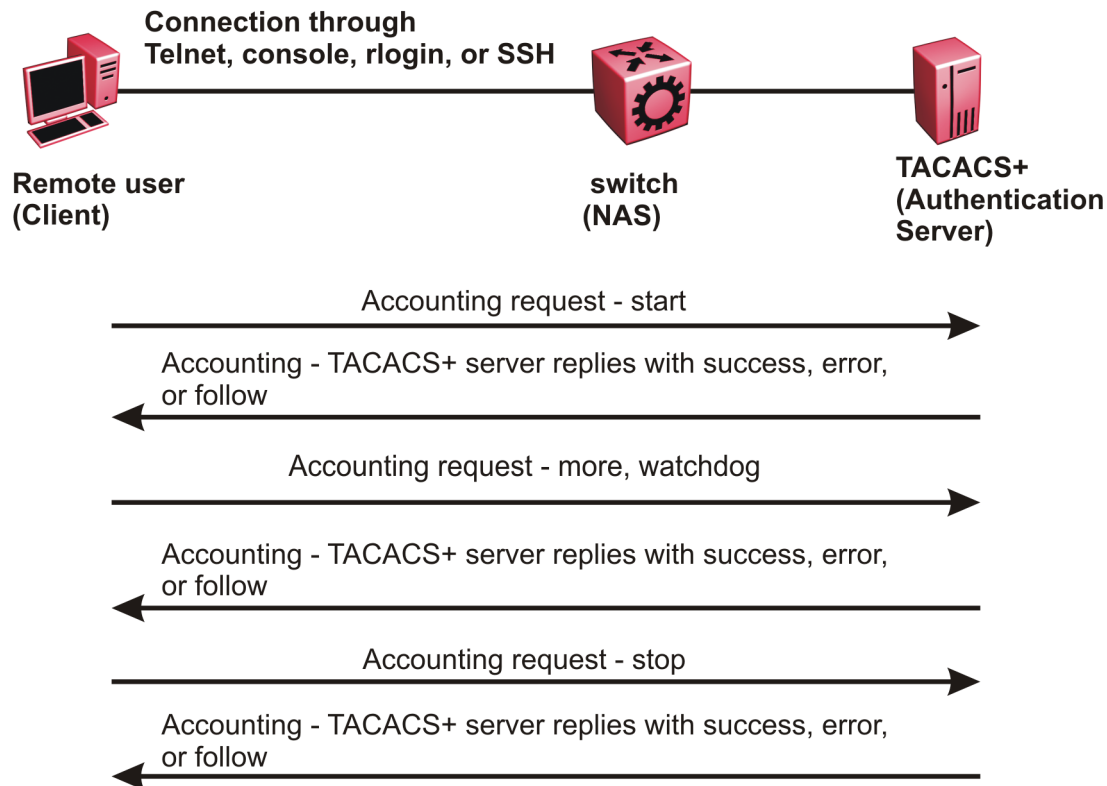 Connection through
Telnet, console, rlogin, or SSH
Remote user
(Client)
switch
(NAS)
TACACS+
(Authentication
Server)
Accounting request - start
Accounting - TACACS+ server replies with success, error,
or follow
Accounting request - more, watchdog
Accounting - TACACS+ server replies with success, error,
or follow
Accounting request - stop
Accounting - TACACS+ server replies with success, error,
or follow